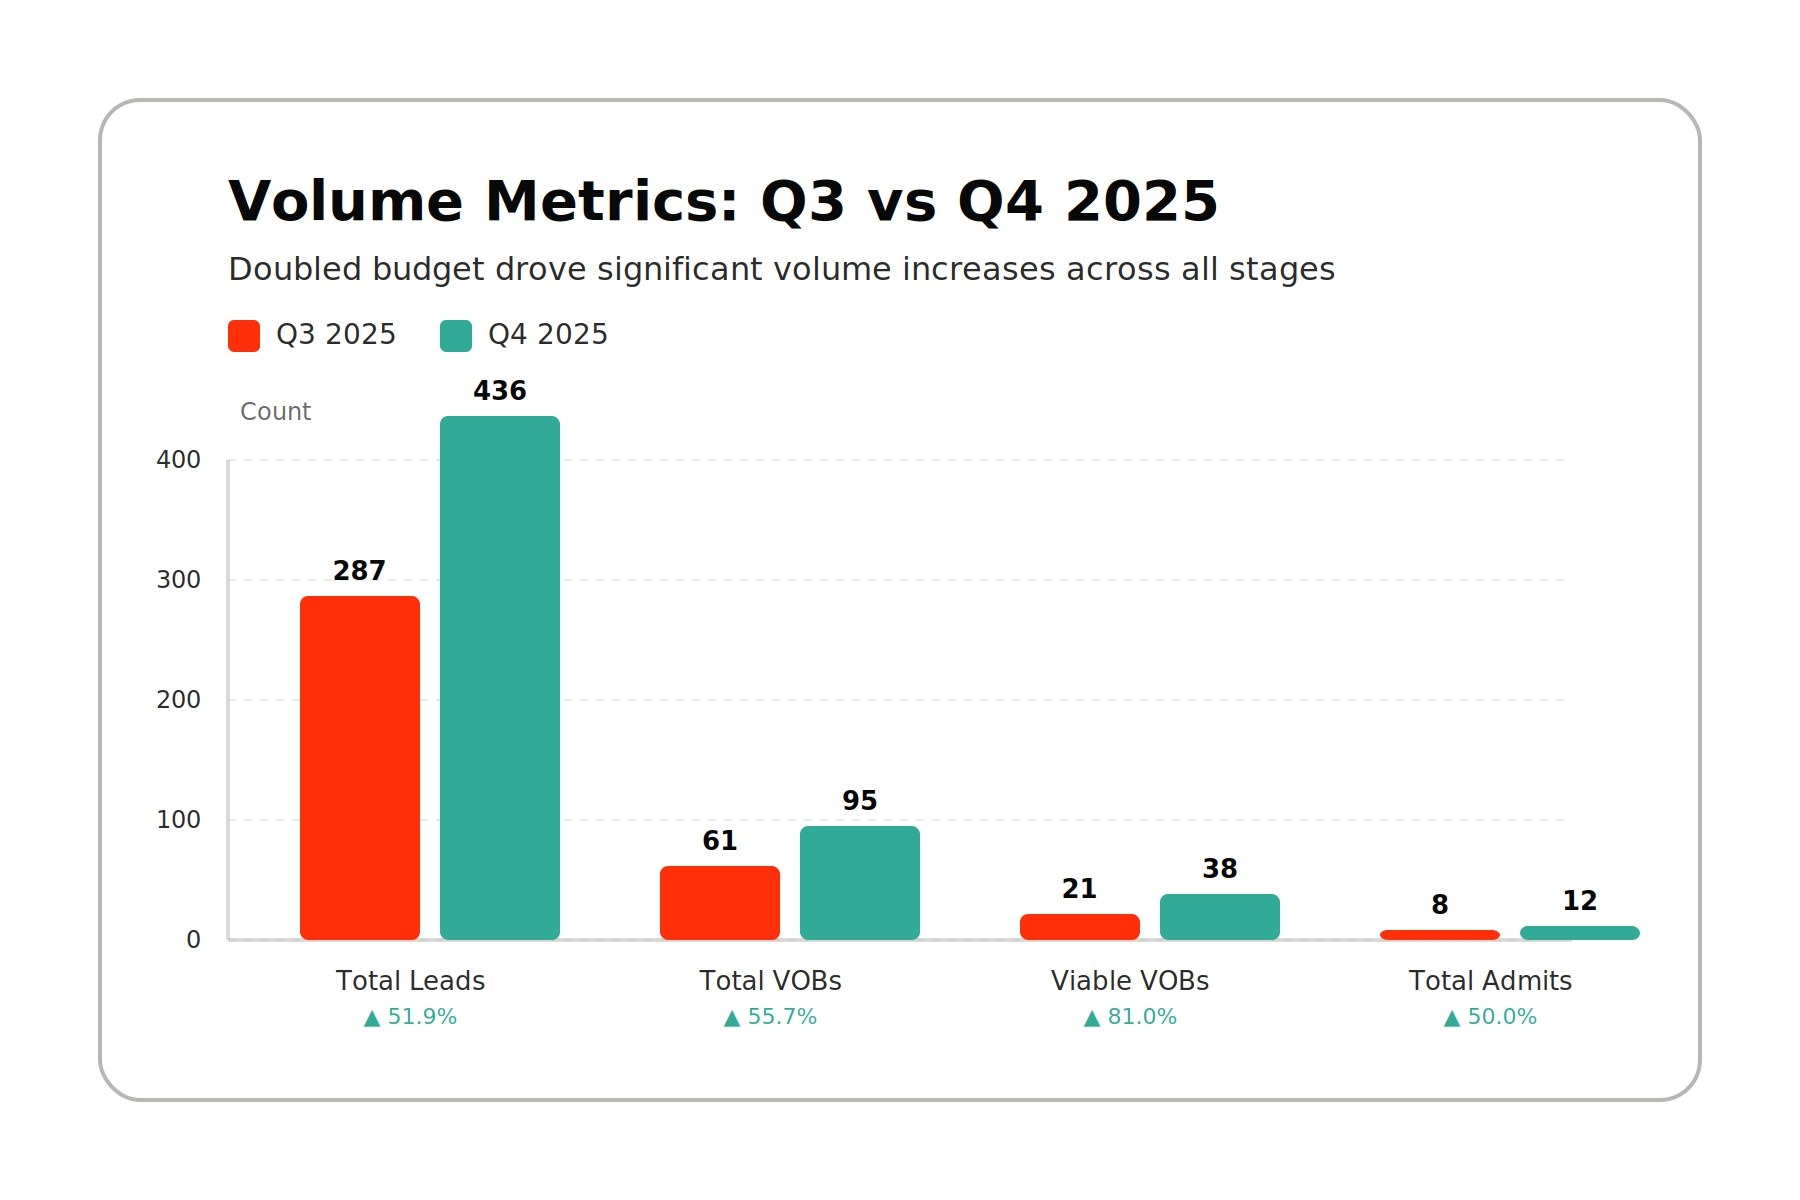 Volume Metrics: Q3 vs Q4 2025
Doubled budget drove significant volume increases across all stages
Q3 2025 Q4 2025
Count
436
400
287
300
200
100
95
61
38
21
12
8
0
Total Leads Total VOBs Viable VOBs Total Admits
▲ 51.9% ▲ 55.7% ▲ 81.0% ▲ 50.0%